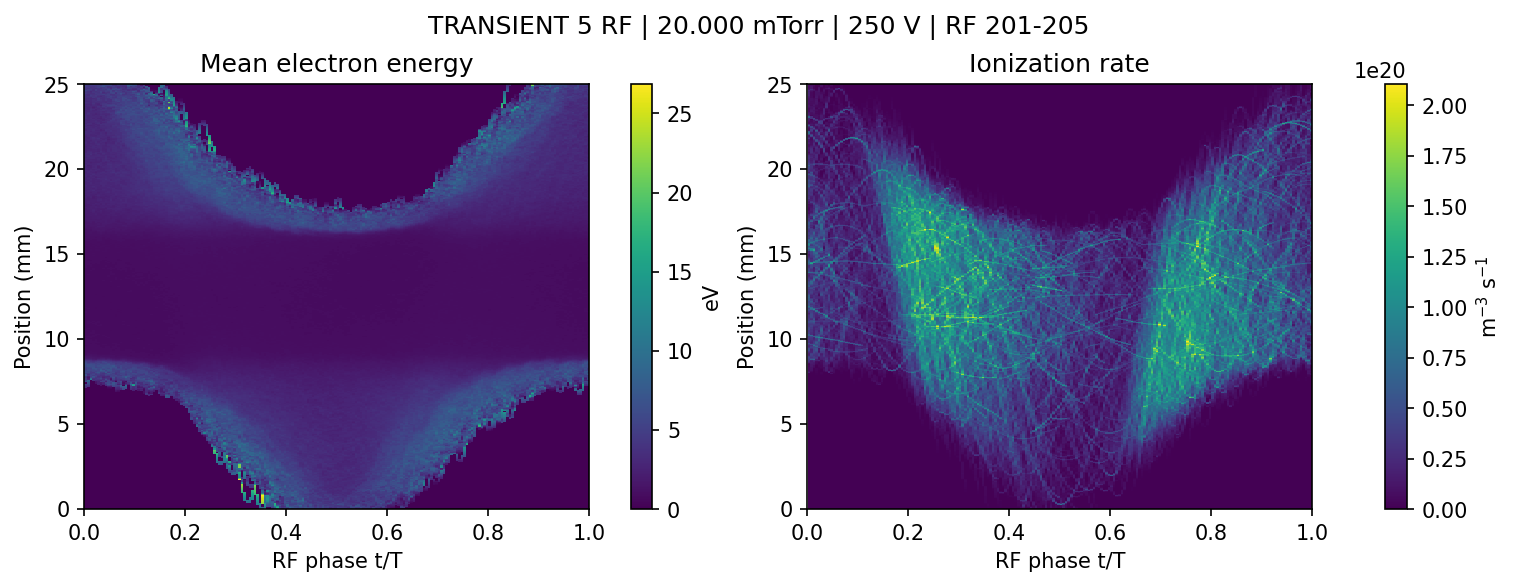 TRANSIENT 5 RF | 20.000 mTorr | 250 V | RF 201-205
Mean electron energy
25
20
15
10
5
0
Position (mm)
0.0 0.2 0.4 0.6 0.8 1.0
RF phase t/T
25
20
15
10
5
0
eV
Ionization rate
25
20
15
10
5
0
Position (mm)
0.0 0.2 0.4 0.6 0.8 1.0
RF phase t/T
1e20
2.00
1.75
1.50
1.25
1.00
0.75
0.50
0.25
0.00
m⁻³ s⁻¹